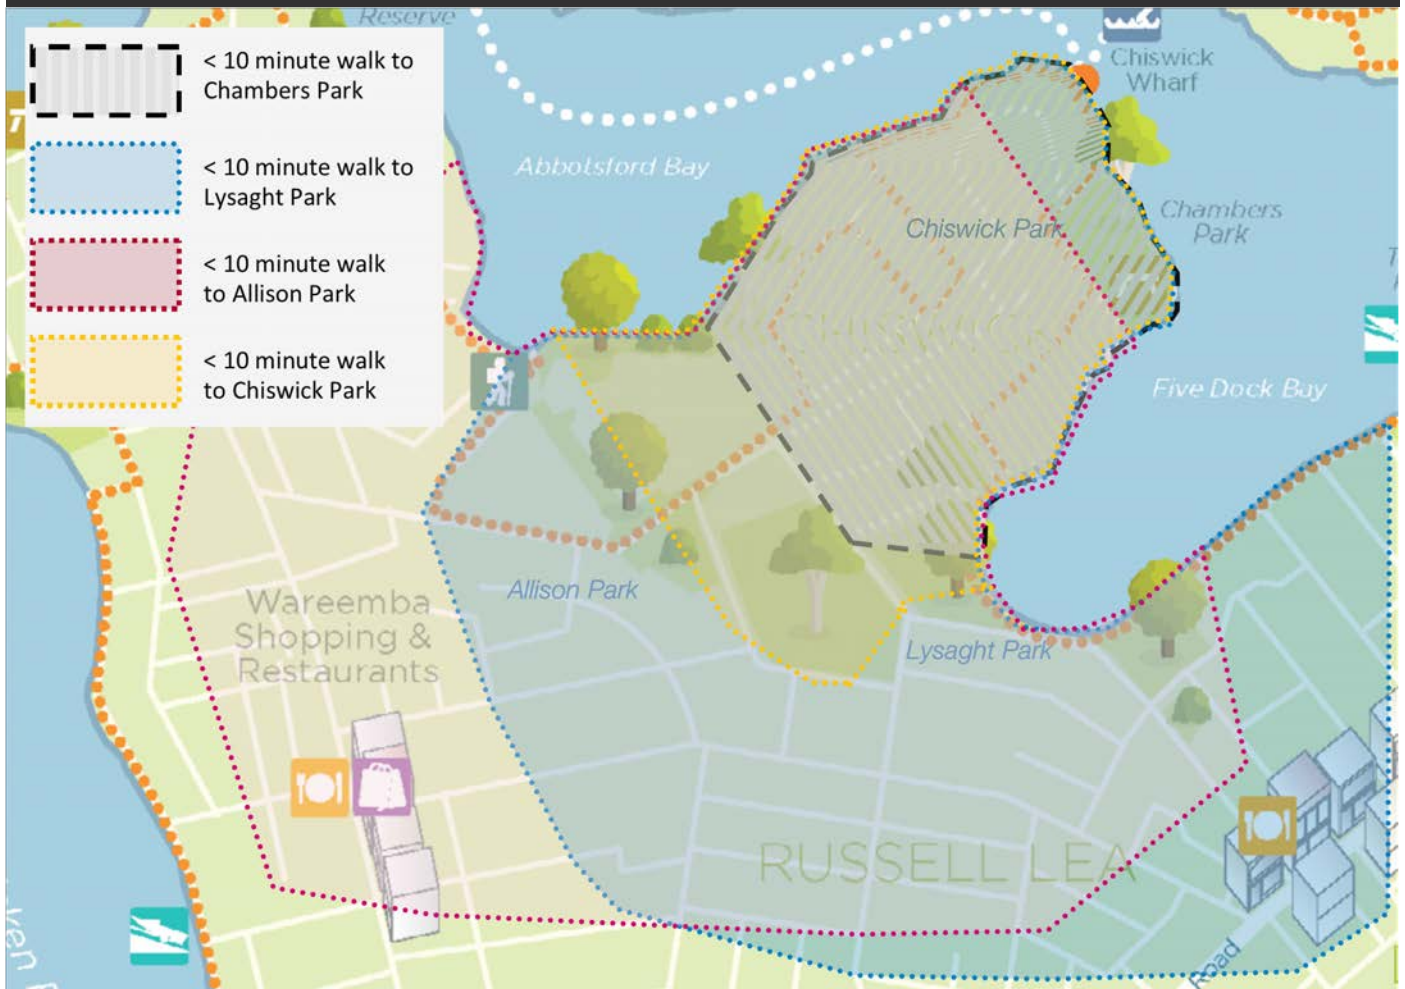 Reserve
< 10 minute walk to
Chambers Park
< 10 minute walk to
Lysaght Park
< 10 minute walk
to Allison Park
< 10 minute walk
to Chiswick Park
Chiswick
Wharf
Abbotsford Bay
Chambers
Park
Chiswick Park
CHISWICK
Five Dock Bay
Allison Park
Wareemba
Shopping &
Restaurants
Lysaght Park
RUSSELL LEA
Road